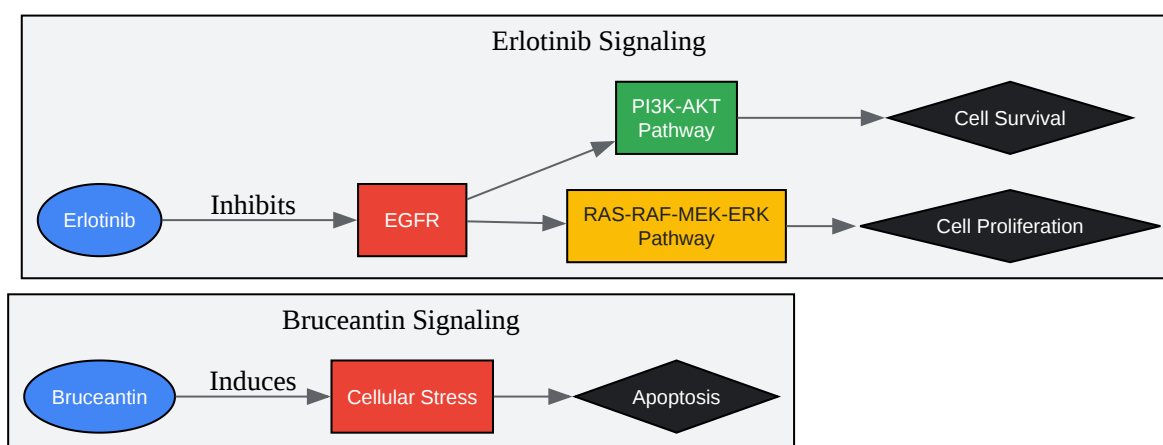 Erlotinib Signaling
PI3K-AKT
Pathway
Cell Survival
Erlotinib
Inhibits
EGFR
RAS-RAF-MEK-ERK
Pathway
Cell Proliferation
Bruceantin Signaling
Bruceantin
Induces
Cellular Stress
Apoptosis